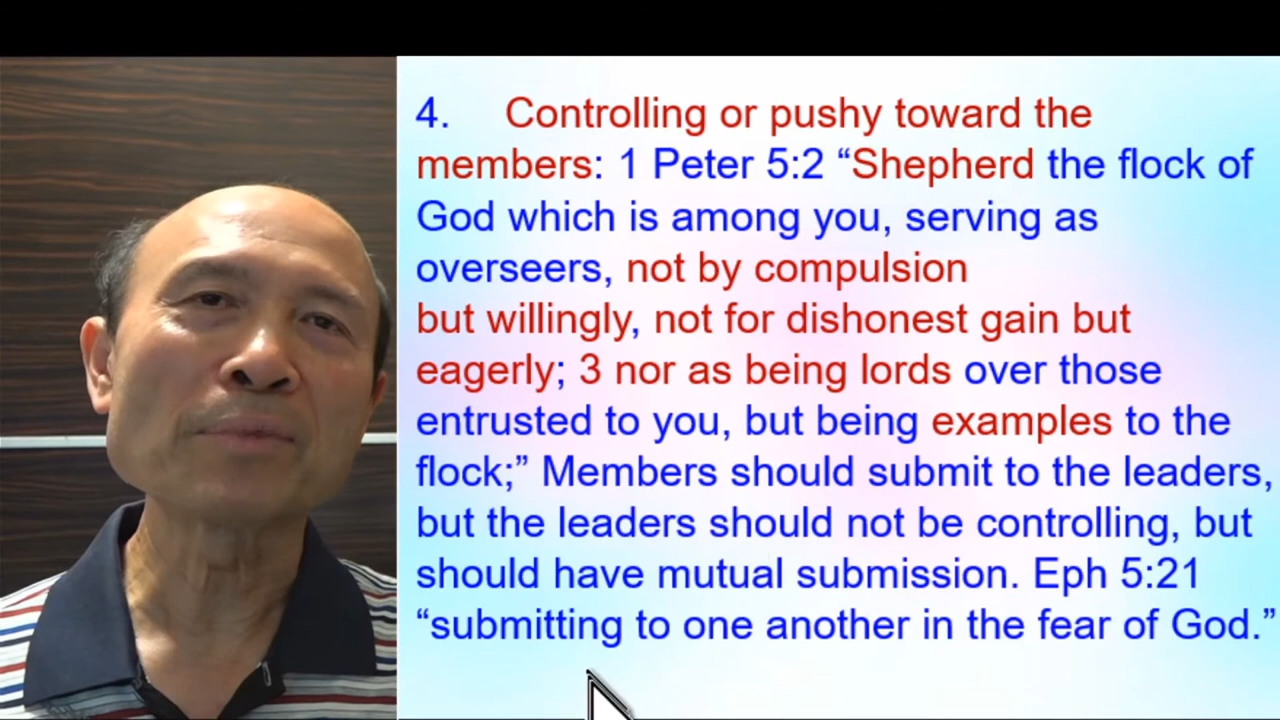 4. Controlling or pushy toward the
members: 1 Peter 5:2 “Shepherd the flock of
God which is among you, serving as
overseers, not by compulsion
but willingly, not for dishonest gain but
eagerly; 3 nor as being lords over those
entrusted to you, but being examples to the
flock;” Members should submit to the leaders,
but the leaders should not be controlling, but
should have mutual submission. Eph 5:21
“submitting to one another in the fear of God.”